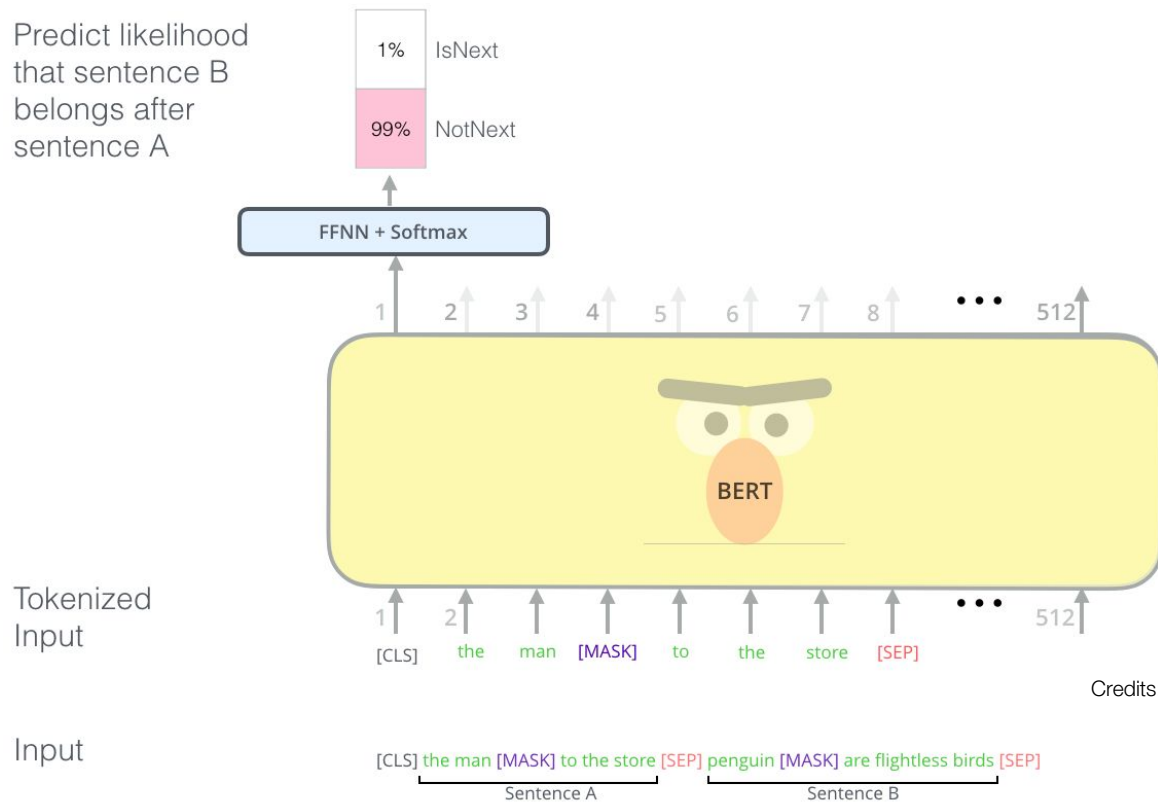 Predict likelihood
that sentence B
belongs after
sentence A
1% IsNext
99% NotNext
FFNN + Softmax
1 2 3 4 5 6 7 8 ••• 512
BERT
Tokenized
Input
1 2 ••• 512
[CLS] the man [MASK] to the store [SEP]
Credits
Input
[CLS] the man [MASK] to the store [SEP] penguin [MASK] are flightless birds [SEP]
Sentence A Sentence B